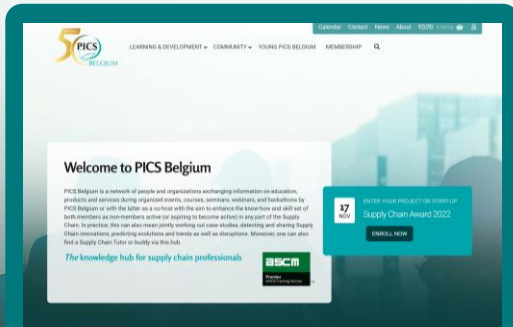 Calendar Contact News About €0,00
50 PICS BELGIUM
LEARNING & DEVELOPMENT COMMUNITY YOUNG PICS BELGIUM MEMBERSHIP
Welcome to PICS Belgium
PICS Belgium is a network of people and organizations exchanging information on education,
products and services during organized events, courses, seminars, webinars, and hackathons by
PICS Belgium or with the latter as a co-host with the aim to enhance the know-how and skill set of
both members as non-members active (or aspiring to become active) in any part of the Supply
Chain. In practice, this can also mean jointly working out case studies, detecting and sharing Supply
Chain innovations, predicting evolutions and trends as well as disruptions. Moreover, one can also
find a Supply Chain Tutor or buddy via this hub.
The knowledge hub for supply chain professionals
ascm
17
NOV
ENTER YOUR PROJECT OR START-UP
Supply Chain Award 2022
ENROLL NOW